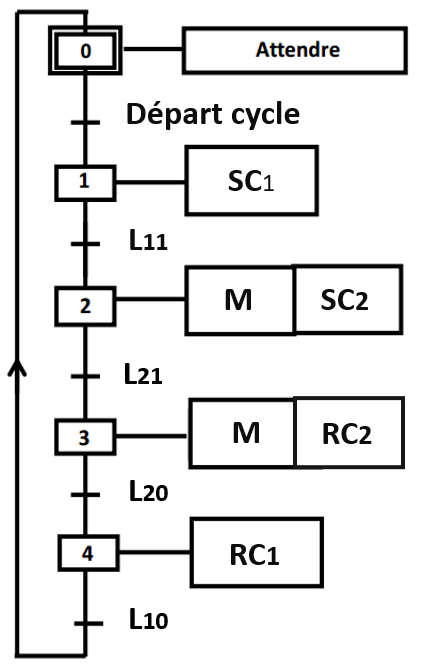 0 Attendre
Départ cycle
1 SC1
L11
2 M SC2
L21
3 M RC2
L20
4 RC1
L10